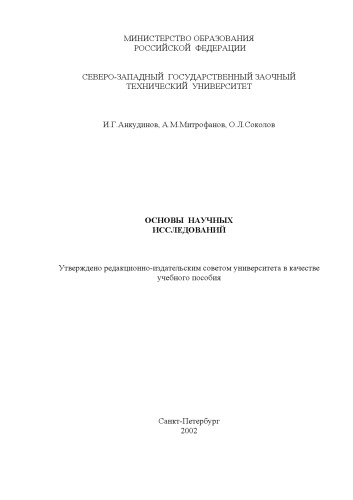 МИНИСТЕРСТВО ОБРАЗОВАНИЯ
РОССИЙСКОЙ ФЕДЕРАЦИИ
СЕВЕРО-ЗАПАДНЫЙ ГОСУДАРСТВЕННЫЙ ЗАОЧНЫЙ
ТЕХНИЧЕСКИЙ УНИВЕРСИТЕТ
И.Г.Анкудинов, А.М.Митрофанов, О.Л.Соколов
ОСНОВЫ НАУЧНЫХ
ИССЛЕДОВАНИЙ
Утверждено редакционно-издательским советом университета в качестве
учебного пособия
Санкт-Петербург
2002